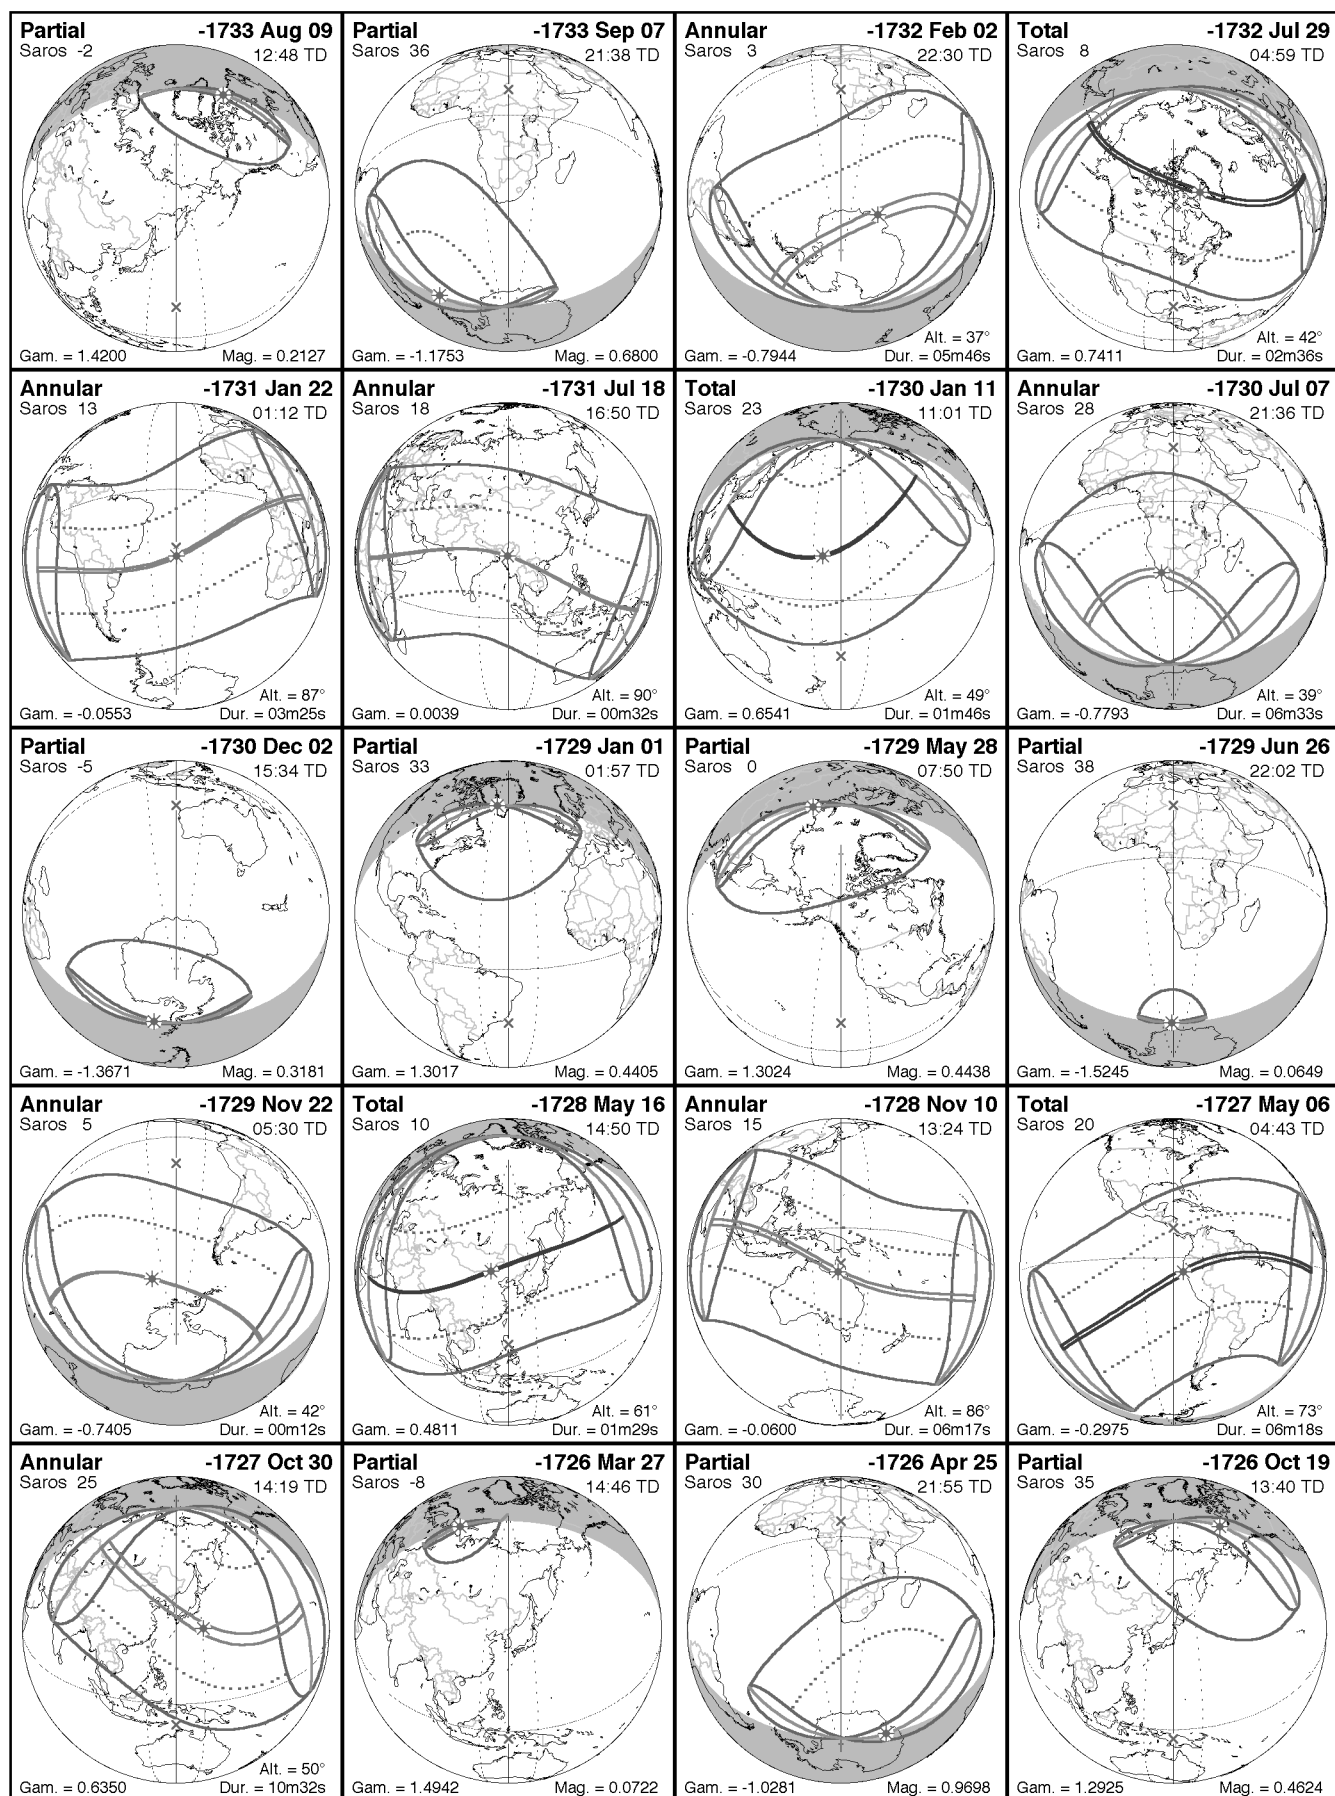 Partial -1733 Aug 09
Saros -2 12:48 TD
Gam. = 1.4200 Mag. = 0.2127
Partial -1733 Sep 07
Saros 36 21:38 TD
Gam. = -1.1753 Mag. = 0.6800
Annular -1732 Feb 02
Saros 3 22:30 TD
Alt. = 37°
Gam. = -0.7944 Dur. = 05m46s
Total -1732 Jul 29
Saros 8 04:59 TD
Alt. = 42°
Gam. = 0.7411 Dur. = 02m36s
Annular -1731 Jan 22
Saros 13 01:12 TD
Alt. = 87°
Gam. = -0.0553 Dur. = 03m25s
Annular -1731 Jul 18
Saros 18 16:50 TD
Alt. = 90°
Gam. = 0.0039 Dur. = 00m32s
Total -1730 Jan 11
Saros 23 11:01 TD
Alt. = 49°
Gam. = 0.6541 Dur. = 01m46s
Annular -1730 Jul 07
Saros 28 21:36 TD
Alt. = 39°
Gam. = -0.7793 Dur. = 06m33s
Partial -1730 Dec 02
Saros -5 15:34 TD
Gam. = -1.3671 Mag. = 0.3181
Partial -1729 Jan 01
Saros 33 01:57 TD
Gam. = 1.3017 Mag. = 0.4405
Partial -1729 May 28
Saros 0 07:50 TD
Gam. = 1.3024 Mag. = 0.4438
Partial -1729 Jun 26
Saros 38 22:02 TD
Gam. = -1.5245 Mag. = 0.0649
Annular -1729 Nov 22
Saros 5 05:30 TD
Alt. = 42°
Gam. = -0.7405 Dur. = 00m12s
Total -1728 May 16
Saros 10 14:50 TD
Alt. = 61°
Gam. = 0.4811 Dur. = 01m29s
Annular -1728 Nov 10
Saros 15 13:24 TD
Alt. = 86°
Gam. = -0.0600 Dur. = 06m17s
Total -1727 May 06
Saros 20 04:43 TD
Alt. = 73°
Gam. = -0.2975 Dur. = 06m18s
Annular -1727 Oct 30
Saros 25 14:19 TD
Alt. = 50°
Gam. = 0.6350 Dur. = 10m32s
Partial -1726 Mar 27
Saros -8 14:46 TD
Gam. = 1.4942 Mag. = 0.0722
Partial -1726 Apr 25
Saros 30 21:55 TD
Gam. = -1.0281 Mag. = 0.9698
Partial -1726 Oct 19
Saros 35 13:40 TD
Gam. = 1.2925 Mag. = 0.4624